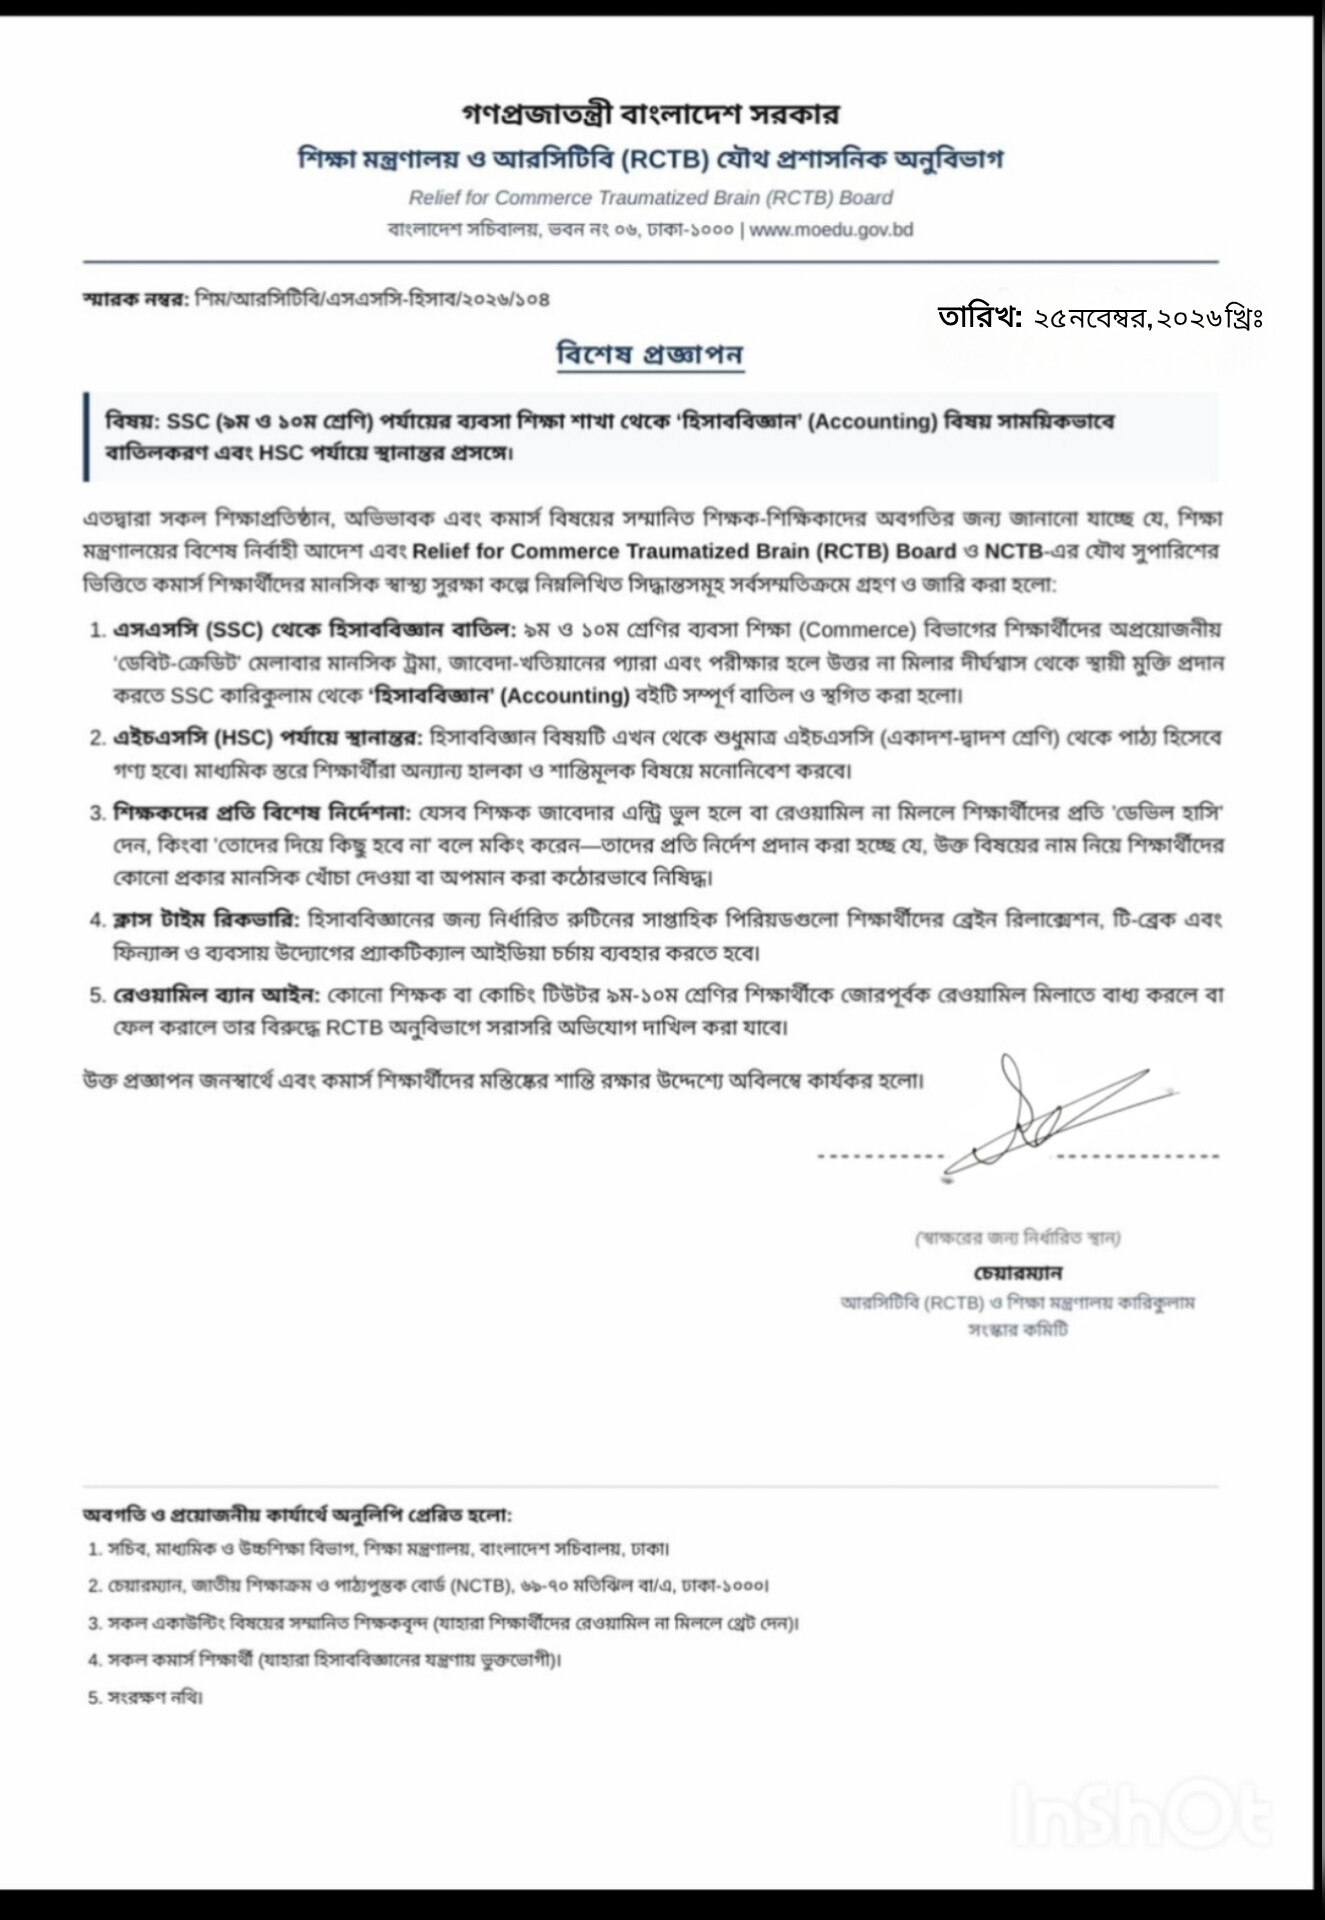 গণপ্রজাতন্ত্রী বাংলাদেশ সরকার
শিক্ষা মন্ত্রণালয় ও আরসিটিবি (RCTB) যৌথ প্রশাসনিক অনুবিভাগ
Relief for Commerce Traumatized Brain (RCTB) Board
বাংলাদেশ সচিবালয়, ভবন নং ০৬, ঢাকা-১০০০ | www.moedu.gov.bd
স্মারক নম্বর: শিম/আরসিটিবি/এসএসসি-হিসাব/২০২৬/১০৪
তারিখ: ২৫নবেম্বর,২০২৬খ্রিঃ
বিশেষ প্রজ্ঞাপন
বিষয়: SSC (৯ম ও ১০ম শ্রেণি) পর্যায়ের ব্যবসা শিক্ষা শাখা থেকে ‘হিসাববিজ্ঞান’ (Accounting) বিষয় সাময়িকভাবে
বাতিলকরণ এবং HSC পর্যায়ে স্থানান্তর প্রসঙ্গে।
এতদ্বারা সকল শিক্ষাপ্রতিষ্ঠান, অভিভাবক এবং কমার্স বিষয়ের সম্মানিত শিক্ষক-শিক্ষিকাদের অবগতির জন্য জানানো যাচ্ছে যে, শিক্ষা
মন্ত্রণালয়ের বিশেষ নির্বাহী আদেশ এবং Relief for Commerce Traumatized Brain (RCTB) Board ও NCTB-এর যৌথ সুপারিশের
ভিত্তিতে কমার্স শিক্ষার্থীদের মানসিক স্বাস্থ্য সুরক্ষা কল্পে নিম্নলিখিত সিদ্ধান্তসমূহ সর্বসম্মতিক্রমে গ্রহণ ও জারি করা হলো:
1. এসএসসি (SSC) থেকে হিসাববিজ্ঞান বাতিল: ৯ম ও ১০ম শ্রেণির ব্যবসা শিক্ষা (Commerce) বিভাগের শিক্ষার্থীদের অপ্রয়োজনীয়
‘ডেবিট-ক্রেডিট’ মেলাবার মানসিক ট্রমা, জাবেদা-খতিয়ানের প্যারা এবং পরীক্ষার হলে উত্তর না মিলার দীর্ঘশ্বাস থেকে স্থায়ী মুক্তি প্রদান
করতে SSC কারিকুলাম থেকে ‘হিসাববিজ্ঞান’ (Accounting) বইটি সম্পূর্ণ বাতিল ও স্থগিত করা হলো।
2. এইচএসসি (HSC) পর্যায়ে স্থানান্তর: হিসাববিজ্ঞান বিষয়টি এখন থেকে শুধুমাত্র এইচএসসি (একাদশ-দ্বাদশ শ্রেণি) থেকে পাঠ্য হিসেবে
গণ্য হবে। মাধ্যমিক স্তরে শিক্ষার্থীরা অন্যান্য হালকা ও শান্তিমূলক বিষয়ে মনোনিবেশ করবে।
3. শিক্ষকদের প্রতি বিশেষ নির্দেশনা: যেসব শিক্ষক জাবেদার এন্ট্রি ভুল হলে বা রেওয়ামিল না মিললে শিক্ষার্থীদের প্রতি 'ডেভিল হাসি'
দেন, কিংবা 'তোদের দিয়ে কিছু হবে না' বলে মকিং করেন—তাদের প্রতি নির্দেশ প্রদান করা হচ্ছে যে, উক্ত বিষয়ের নাম নিয়ে শিক্ষার্থীদের
কোনো প্রকার মানসিক খোঁচা দেওয়া বা অপমান করা কঠোরভাবে নিষিদ্ধ।
4. ক্লাস টাইম রিকভারি: হিসাববিজ্ঞানের জন্য নির্ধারিত রুটিনের সাপ্তাহিক পিরিয়ডগুলো শিক্ষার্থীদের ব্রেইন রিলাক্সেশন, টি-ব্রেক এবং
ফিন্যান্স ও ব্যবসায় উদ্যোগের প্র্যাকটিক্যাল আইডিয়া চর্চায় ব্যবহার করতে হবে।
5. রেওয়ামিল ব্যান আইন: কোনো শিক্ষক বা কোচিং টিউটর ৯ম-১০ম শ্রেণির শিক্ষার্থীকে জোরপূর্বক রেওয়ামিল মিলাতে বাধ্য করলে বা
ফেল করালে তার বিরুদ্ধে RCTB অনুবিভাগে সরাসরি অভিযোগ দাখিল করা যাবে।
উক্ত প্রজ্ঞাপন জনস্বার্থে এবং কমার্স শিক্ষার্থীদের মস্তিষ্কের শান্তি রক্ষার উদ্দেশ্যে অবিলম্বে কার্যকর হলো।
(স্বাক্ষরের জন্য নির্ধারিত স্থান)
চেয়ারম্যান
আরসিটিবি (RCTB) ও শিক্ষা মন্ত্রণালয় কারিকুলাম
সংস্কার কমিটি
অবগতি ও প্রয়োজনীয় কার্যার্থে অনুলিপি প্রেরিত হলো:
1. সচিব, মাধ্যমিক ও উচ্চশিক্ষা বিভাগ, শিক্ষা মন্ত্রণালয়, বাংলাদেশ সচিবালয়, ঢাকা।
2. চেয়ারম্যান, জাতীয় শিক্ষাক্রম ও পাঠ্যপুস্তক বোর্ড (NCTB), ৬৯-৭০ মতিঝিল বা/এ, ঢাকা-১০০০।
3. সকল একাউন্টিং বিষয়ের সম্মানিত শিক্ষকবৃন্দ (যাহারা শিক্ষার্থীদের রেওয়ামিল না মিললে থ্রেট দেন)।
4. সকল কমার্স শিক্ষার্থী (যাহারা হিসাববিজ্ঞানের যন্ত্রণায় ভুক্তভোগী)।
5. সংরক্ষণ নথি।
InShOt